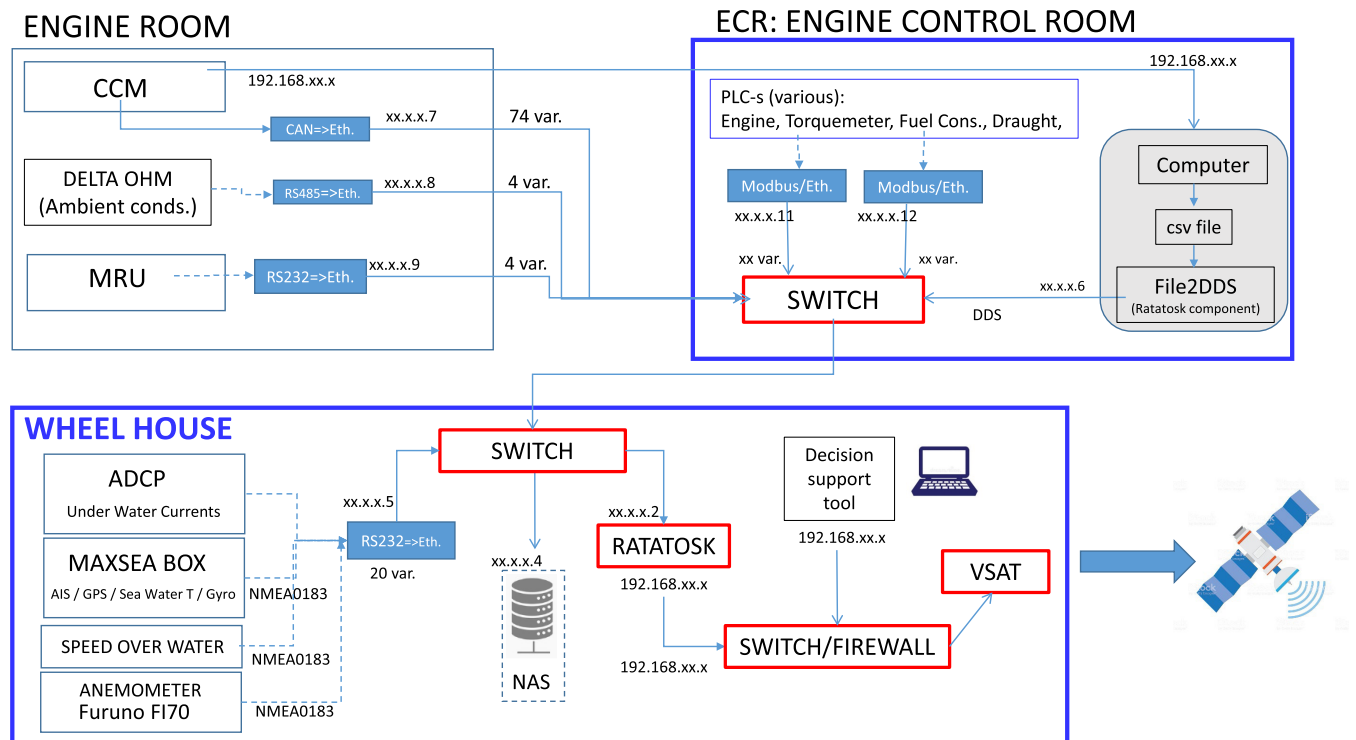 ENGINE ROOM
CCM
192.168.xx.x
CAN=>Eth.
xx.x.x.7
74 var.
DELTA OHM
(Ambient conds.)
RS485=>Eth.
xx.x.x.8
4 var.
MRU
RS232=>Eth.
xx.x.x.9
4 var.
ECR: ENGINE CONTROL ROOM
192.168.xx.x
PLC-s (various):
Engine, Torquemeter, Fuel Cons., Draught,
Modbus/Eth.
Modbus/Eth.
xx.x.x.11
xx.x.x.12
xx var.
xx var.
SWITCH
Computer
csv file
File2DDS
(Ratatosk component)
xx.x.x.6
DDS
WHEEL HOUSE
ADCP
Under Water Currents
MAXSEA BOX
AIS / GPS / Sea Water T / Gyro
NMEA0183
SPEED OVER WATER
NMEA0183
ANEMOMETER
Furuno FI70
NMEA0183
xx.x.x.5
RS232=>Eth.
20 var.
SWITCH
xx.x.x.4
NAS
xx.x.x.2
RATATOSK
192.168.xx.x
192.168.xx.x
Decision
support
tool
192.168.xx.x
SWITCH/FIREWALL
VSAT